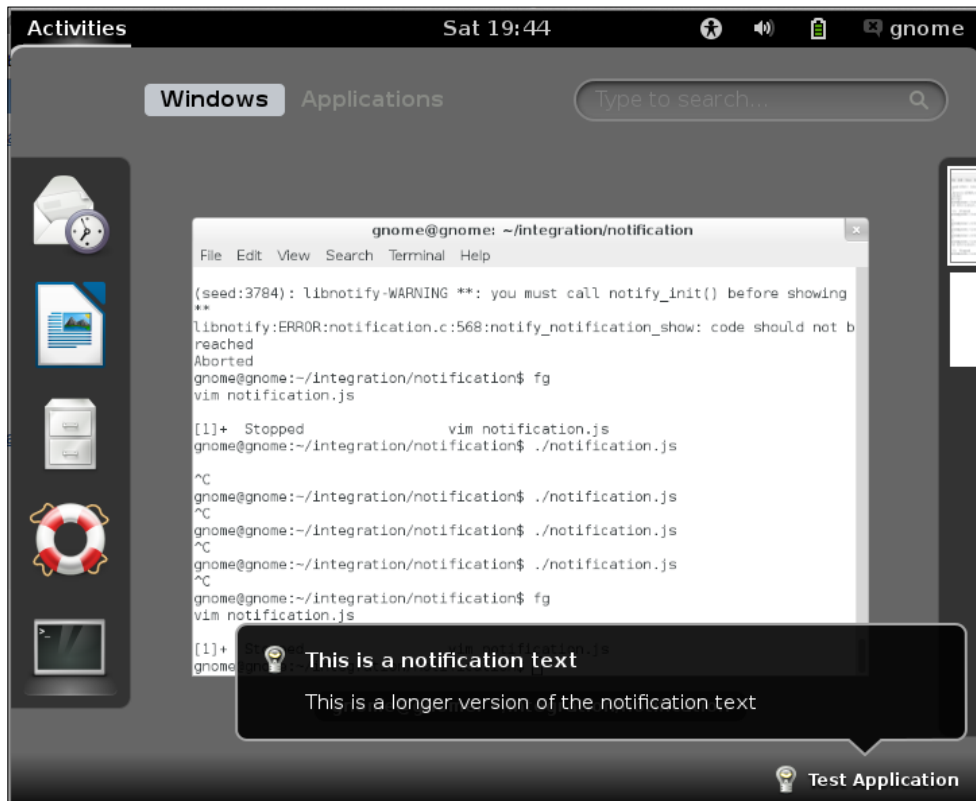 Activities
Sat 19:44
gnome
Windows
Applications
Type to search...
gnome@gnome: ~/integration/notification
File Edit View Search Terminal Help
(seed:3784): libnotify-WARNING **: you must call notify_init() before showing
**
libnotify:ERROR:notification.c:568:notify_notification_show: code should not b
reached
Aborted
gnome@gnome:~/integration/notification$ fg
vim notification.js
[1]+ Stopped vim notification.js
gnome@gnome:~/integration/notification$ ./notification.js
^C
gnome@gnome:~/integration/notification$ ./notification.js
^C
gnome@gnome:~/integration/notification$ ./notification.js
^C
gnome@gnome:~/integration/notification$ ./notification.js
^C
gnome@gnome:~/integration/notification$ fg
vim notification.js
[1]+
gnome
This is a notification text
This is a longer version of the notification text
Test Application